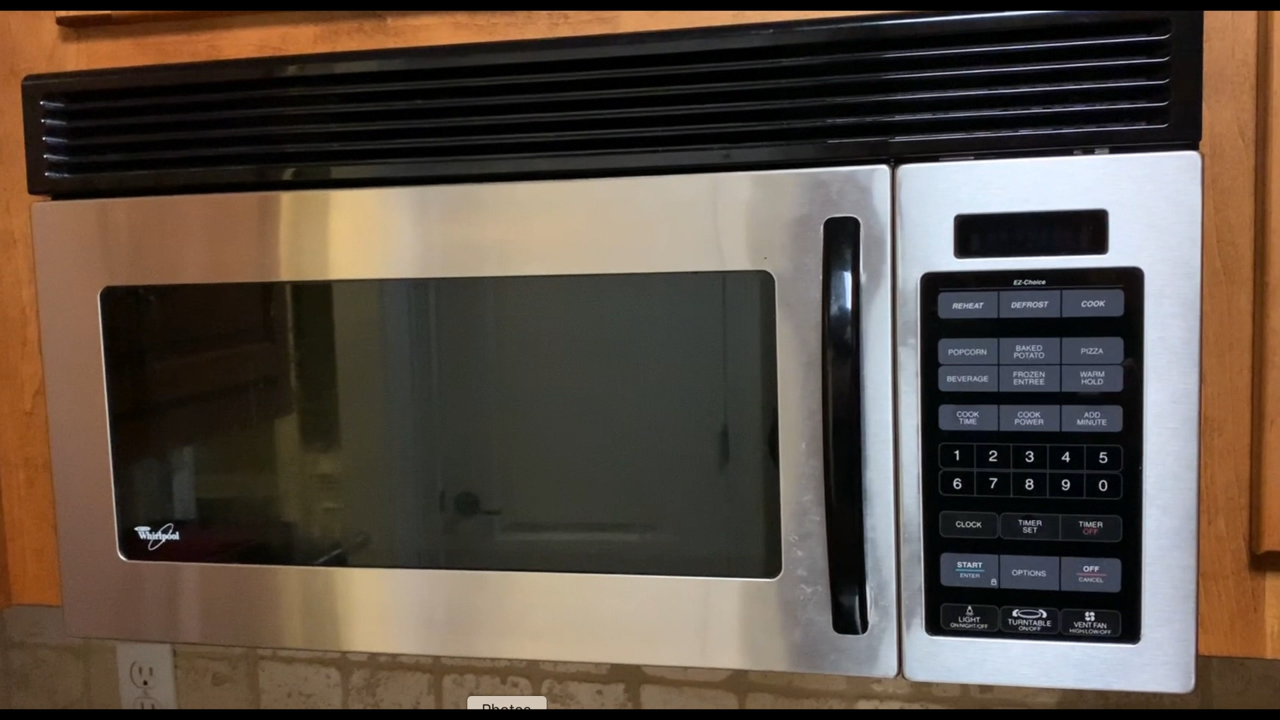 EZ-Choice
REHEAT DEFROST COOK
POPCORN BAKED POTATO PIZZA
BEVERAGE FROZEN ENTREE WARM HOLD
COOK TIME COOK POWER ADD MINUTE
1 2 3 4 5
6 7 8 9 0
CLOCK TIMER SET TIMER OFF
START ENTER OPTIONS OFF CANCEL
LIGHT ON/NIGHT/OFF TURNTABLE ON/OFF VENT FAN HIGH/LOW/OFF
Whirlpool
Photos